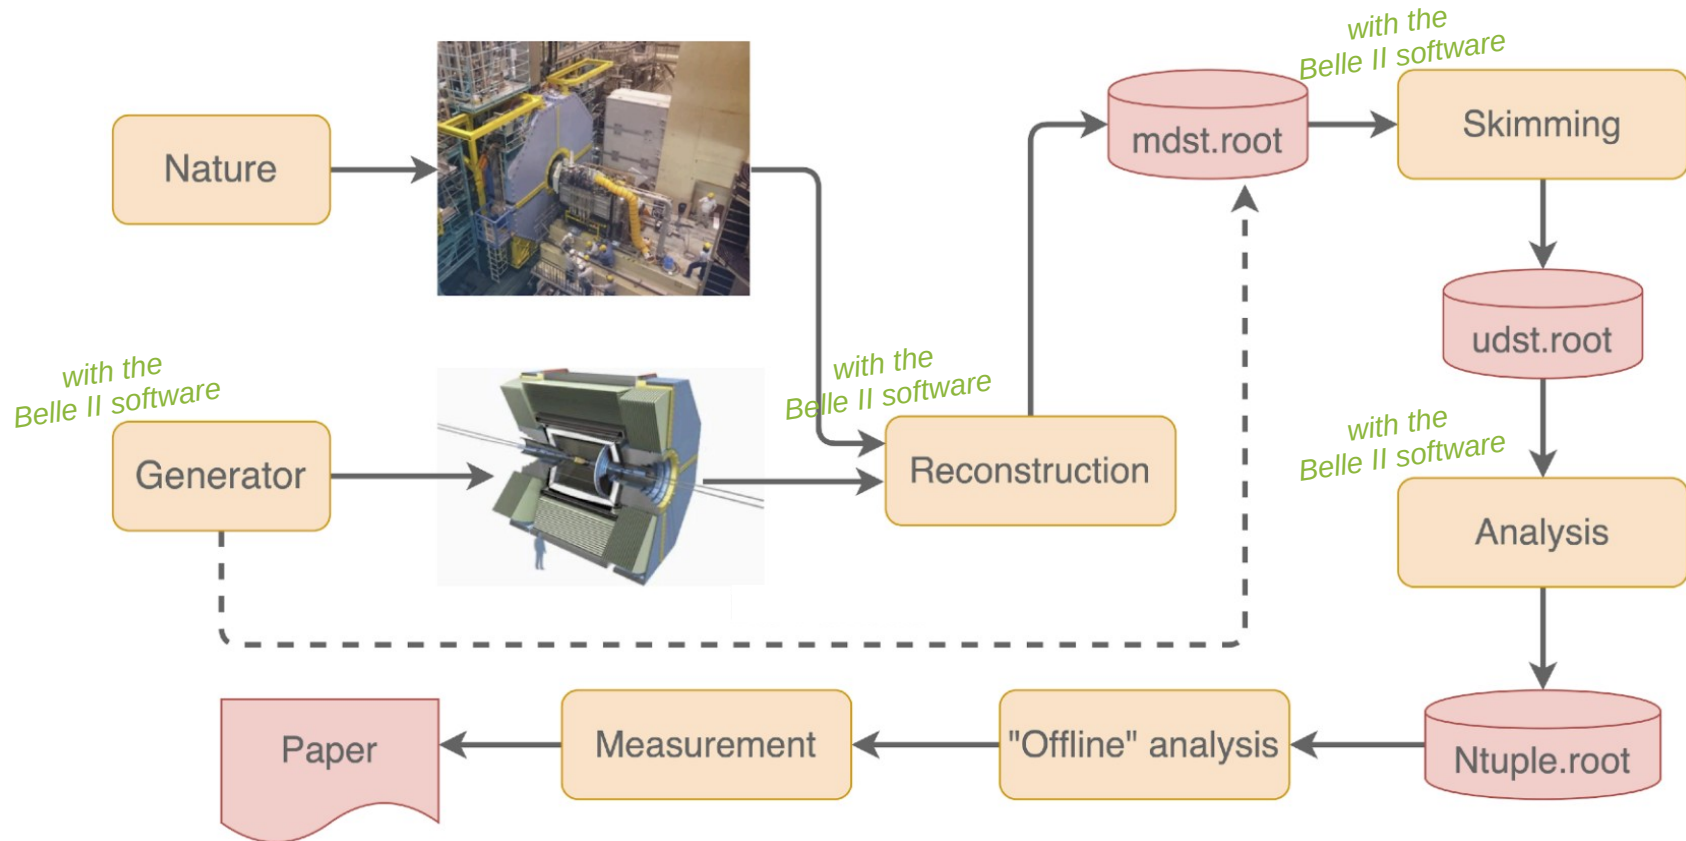 with the
Belle II software
mdst.root
Skimming
Nature
udst.root
with the
Belle II software
with the
Belle II software
with the
Belle II software
Generator
Reconstruction
Analysis
Paper
Measurement
"Offline" analysis
Ntuple.root